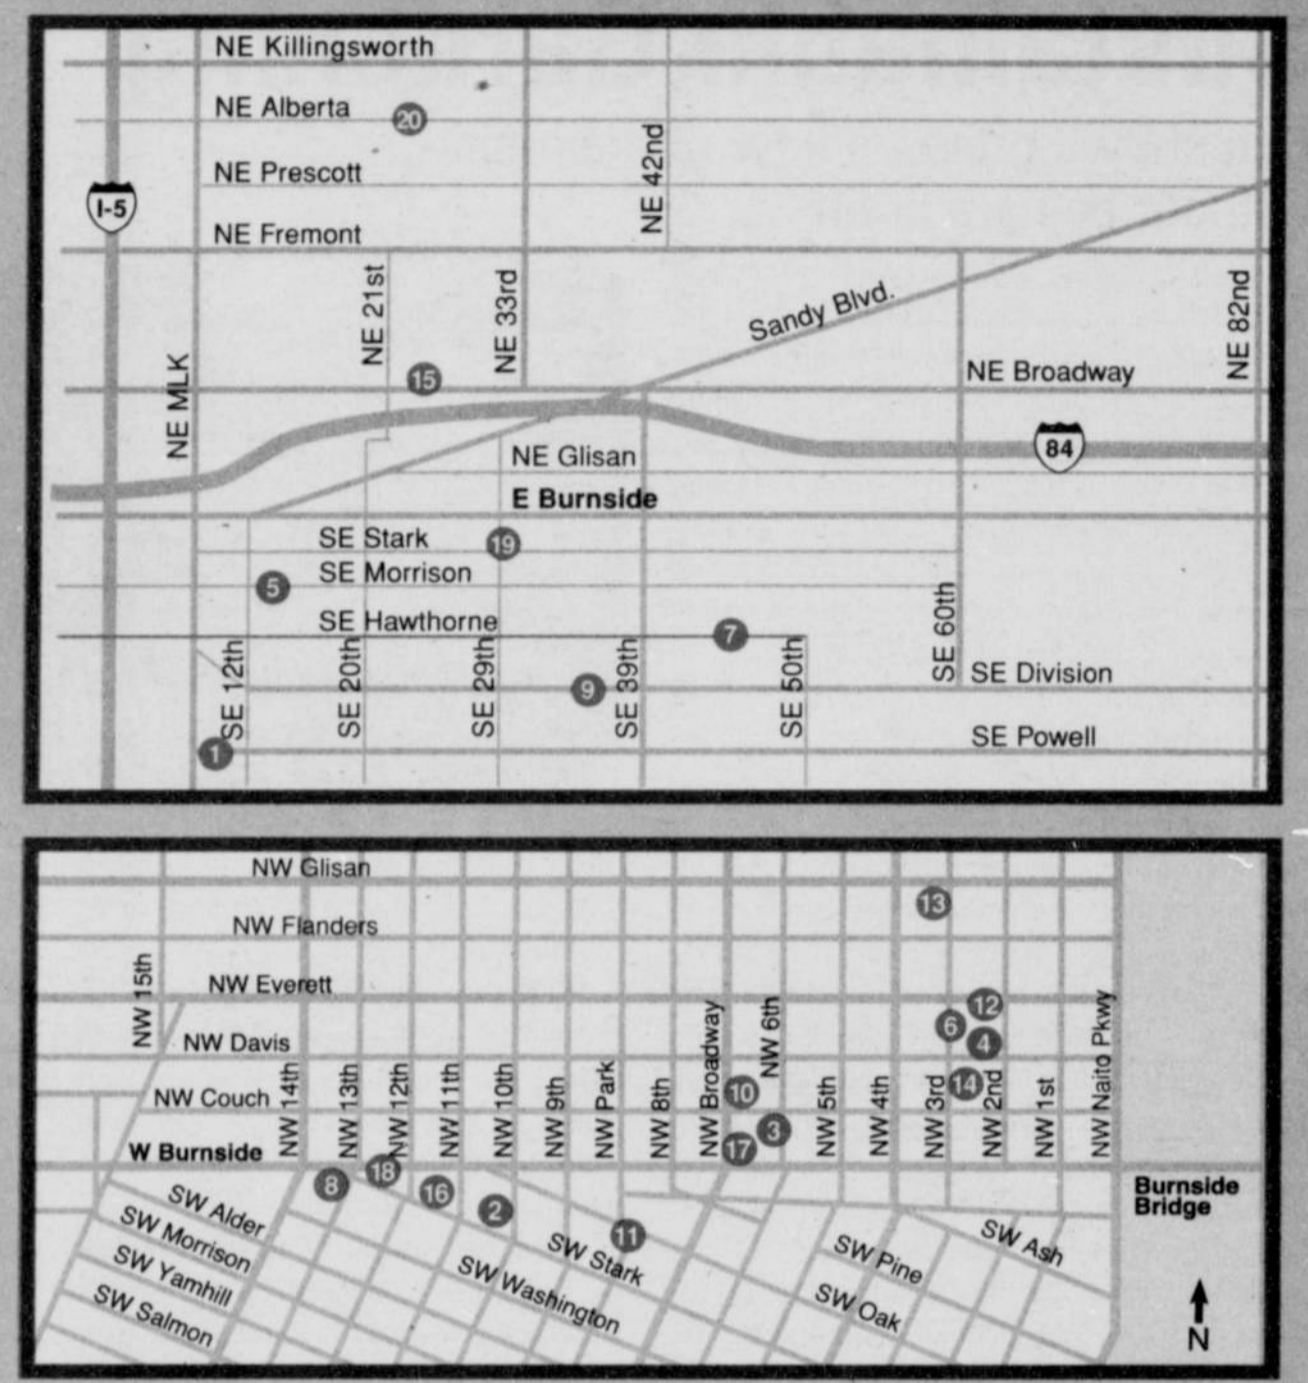 NE Killingsworth
NE Alberta
20
NE Prescott
NE 42nd
I-5
NE Fremont
NE 21st
NE 33rd
Sandy Blvd.
NE 82nd
NE MLK
15
NE Broadway
84
NE Glisan
E Burnside
SE Stark
19
SE Morrison
5
SE Hawthorne
7
SE 12th
SE 20th
SE 29th
SE 39th
SE 50th
SE 60th
9
SE Division
1
SE Powell
NW Glisan
13
NW Flanders
NW 15th
NW Everett
12
6
4
NW Davis
14
NW Couch
10
3
17
NW 14th
NW 13th
NW 12th
NW 11th
NW 10th
NW 9th
NW Park
NW 8th
NW Broadway
NW 6th
NW 5th
NW 4th
NW 3rd
NW 2nd
NW 1st
NW Naito Pkwy
W Burnside
8
18
16
2
11
Burnside
Bridge
SW Alder
SW Morrison
SW Yamhill
SW Salmon
SW Stark
SW Washington
SW Pine
SW Oak
SW Ash
N